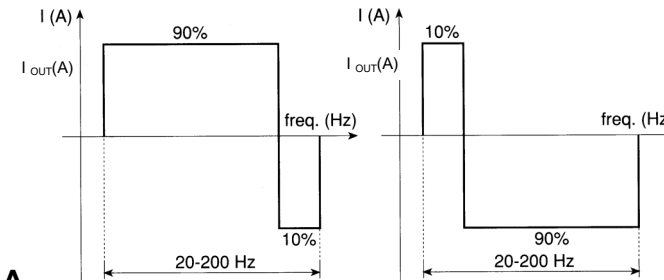 I (A)
90%
I OUT(A)
freq. (Hz)
10%
20-200 Hz
I (A)
10%
I OUT(A)
freq. (Hz
90%
20-200 Hz
A